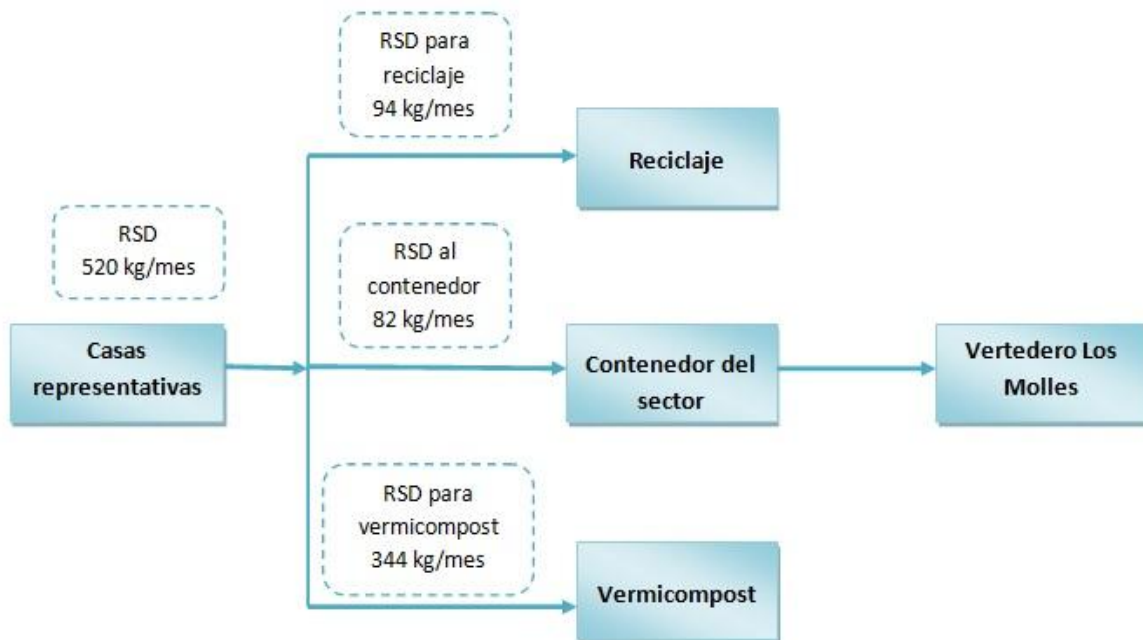 RSD para
reciclaje
94 kg/mes
Reciclaje
RSD
520 kg/mes
RSD al
contenedor
82 kg/mes
Casas
representativas
Contenedor del
sector
Vertedero Los
Molles
RSD para
vermicompost
344 kg/mes
Vermicompost